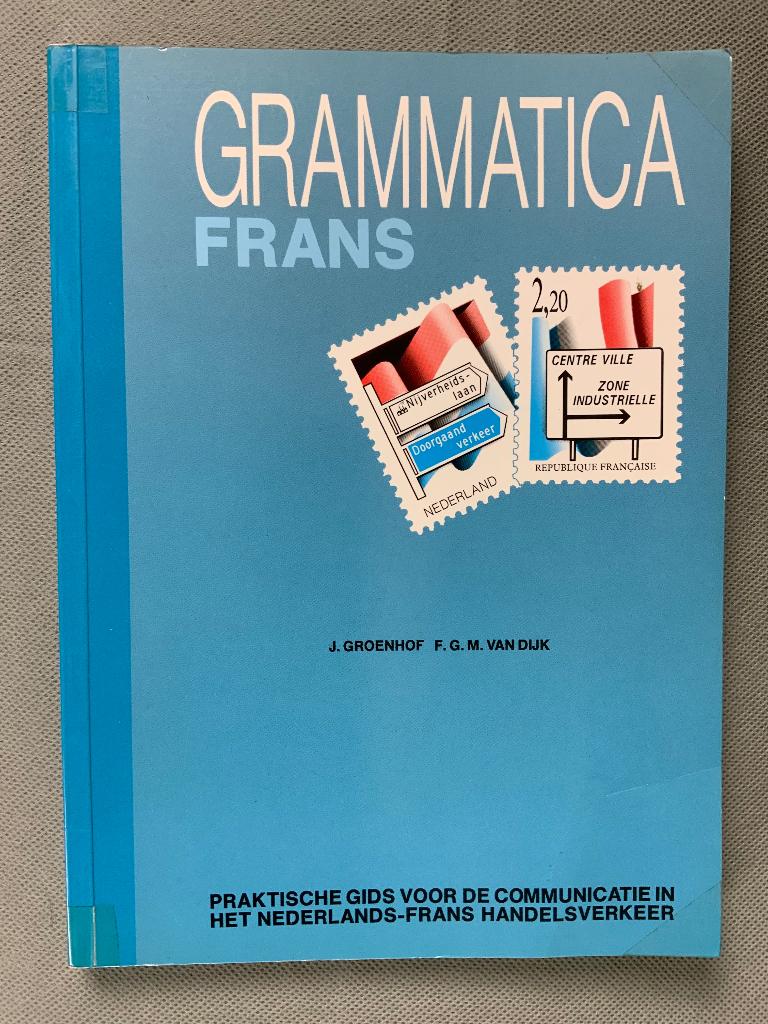 GRAMMATICA
FRANS
Nijverheids-
laan
Doorgaand
verkeer
NEDERLAND
2,20
CENTRE VILLE
ZONE
INDUSTRIELLE
REPUBLIQUE FRANÇAISE
J. GROENHOF F. G. M. VAN DIJK
PRAKTISCHE GIDS VOOR DE COMMUNICATIE IN
HET NEDERLANDS-FRANS HANDELSVERKEER